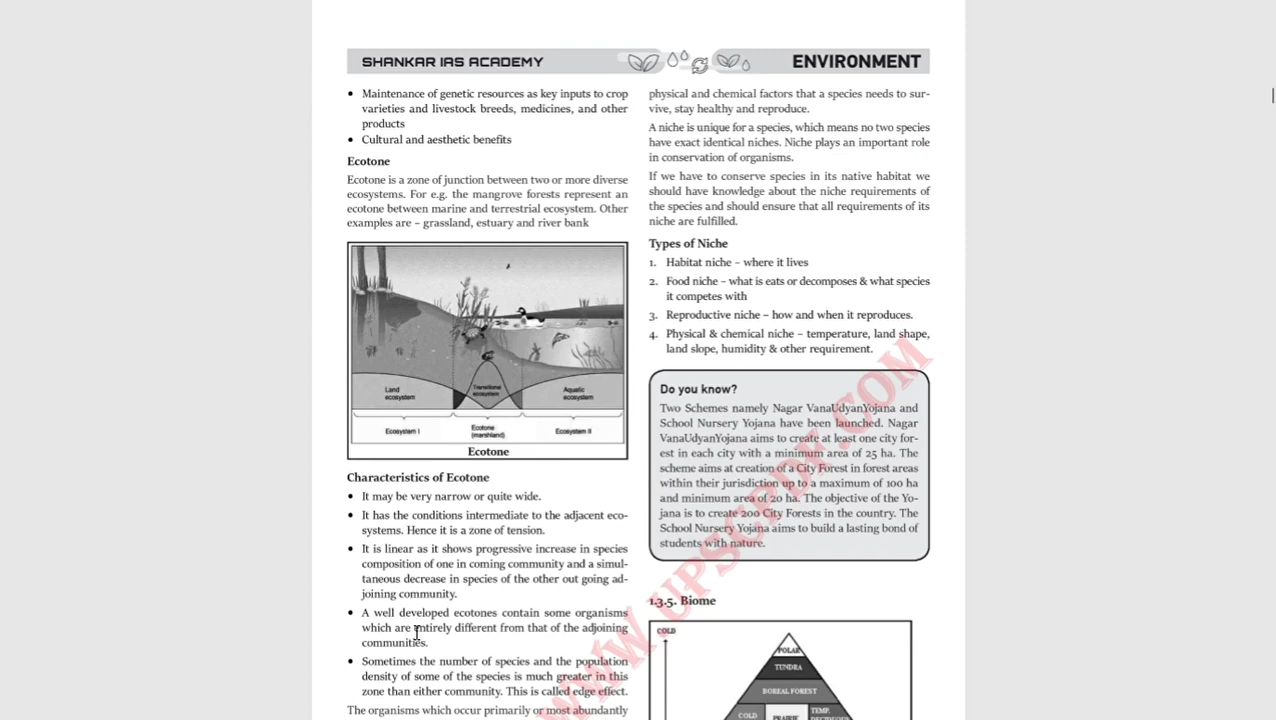 SHANKAR IAS ACADEMY
ENVIRONMENT
• Maintenance of genetic resources as key inputs to crop
varieties and livestock breeds, medicines, and other
products
• Cultural and aesthetic benefits
Ecotone
Ecotone is a zone of junction between two or more diverse
ecosystems. For e.g. the mangrove forests represent an
ecotone between marine and terrestrial ecosystem. Other
examples are – grassland, estuary and river bank
Land
ecosystem
Transitional
ecosystem
Aquatic
ecosystem
Ecosystem I
Ecotone
(marshland)
Ecosystem II
Ecotone
Characteristics of Ecotone
• It may be very narrow or quite wide.
• It has the conditions intermediate to the adjacent eco-
systems. Hence it is a zone of tension.
• It is linear as it shows progressive increase in species
composition of one in coming community and a simul-
taneous decrease in species of the other out going ad-
joining community.
• A well developed ecotones contain some organisms
which are entirely different from that of the adjoining
communities.
• Sometimes the number of species and the population
density of some of the species is much greater in this
zone than either community. This is called edge effect.
The organisms which occur primarily or most abundantly
physical and chemical factors that a species needs to sur-
vive, stay healthy and reproduce.
A niche is unique for a species, which means no two species
have exact identical niches. Niche plays an important role
in conservation of organisms.
If we have to conserve species in its native habitat we
should have knowledge about the niche requirements of
the species and should ensure that all requirements of its
niche are fulfilled.
Types of Niche
1. Habitat niche – where it lives
2. Food niche – what is eats or decomposes & what species
it competes with
3. Reproductive niche – how and when it reproduces.
4. Physical & chemical niche – temperature, land shape,
land slope, humidity & other requirement.
Do you know?
Two Schemes namely Nagar VanaUdyanYojana and
School Nursery Yojana have been launched. Nagar
VanaUdyanYojana aims to create at least one city for-
est in each city with a minimum area of 25 ha. The
scheme aims at creation of a City Forest in forest areas
within their jurisdiction up to a maximum of 100 ha
and minimum area of 20 ha. The objective of the Yo-
jana is to create 200 City Forests in the country. The
School Nursery Yojana aims to build a lasting bond of
students with nature.
1.3.5. Biome
COLD
POLAR
TUNDRA
BOREAL FOREST
COLD
PRAIRIE
TEMP.
DECIDUOUS
WWW.UPSCPDF.COM